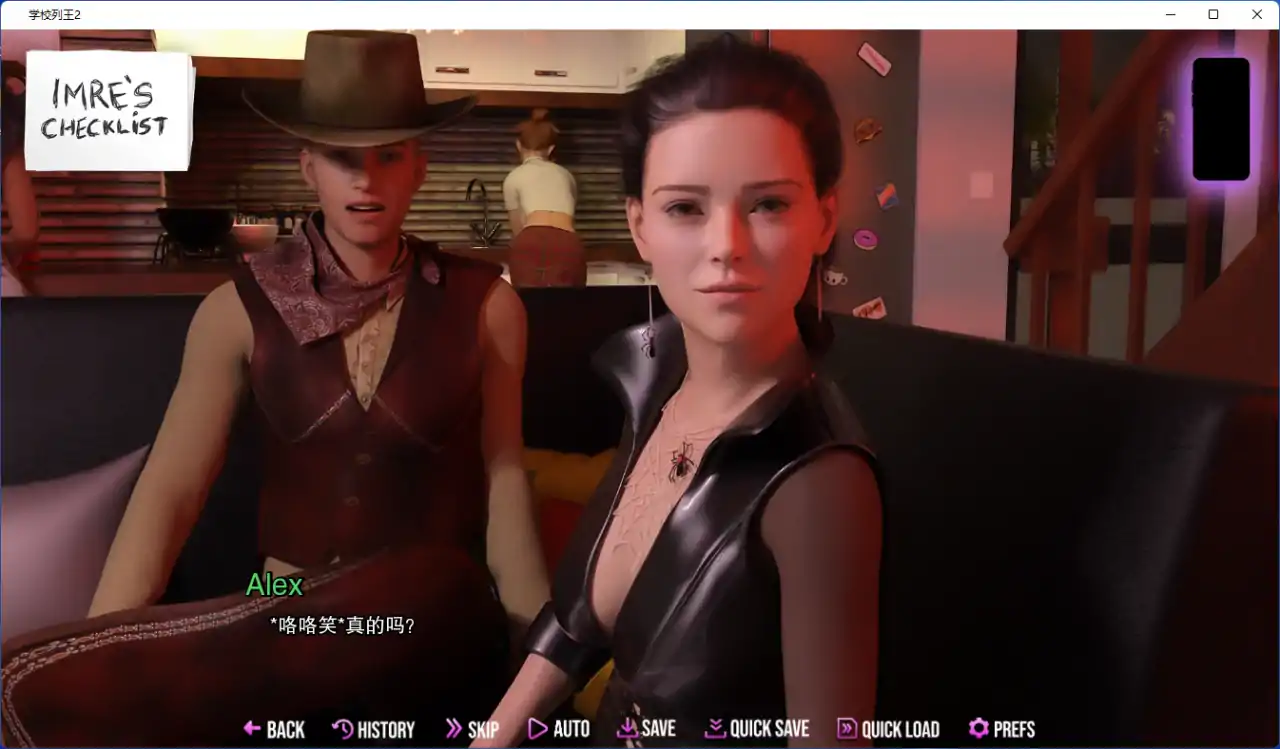 学校列王2
IMRE'S
CHECKLIST
Alex
*咯咯笑*真的吗?
BACK
HISTORY
SKIP
AUTO
SAVE
QUICK SAVE
QUICK LOAD
PREFS